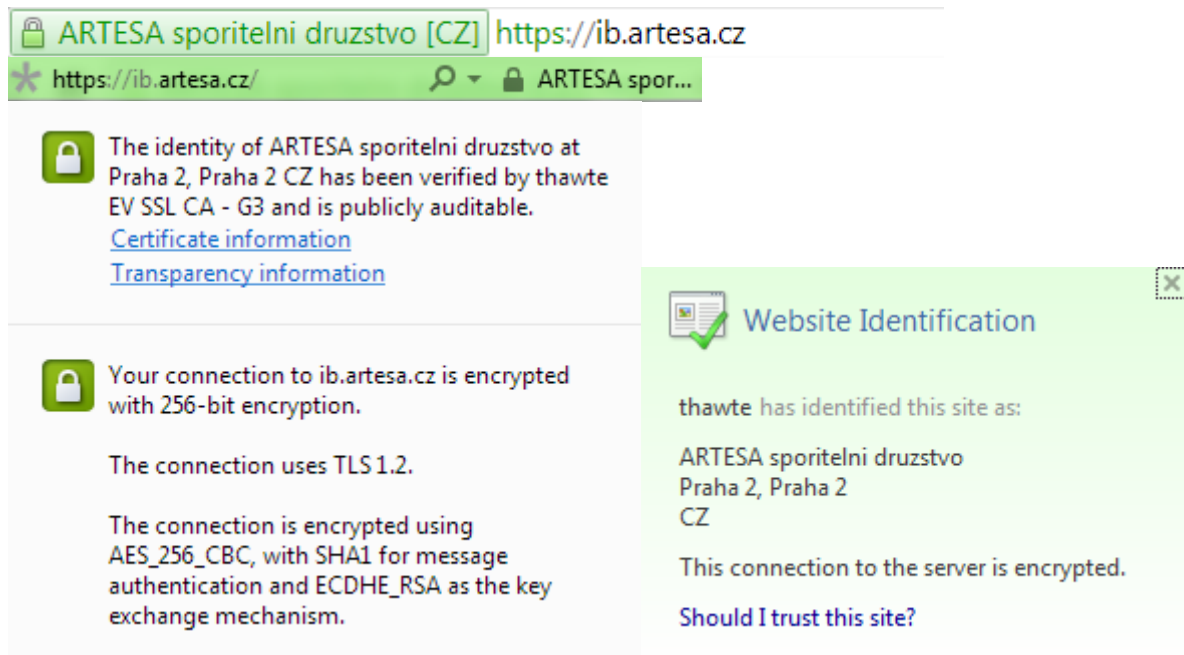 ARTESA sporitelni druzstvo [CZ] https://ib.artesa.cz
https://ib.artesa.cz/ ARTESA spor...
The identity of ARTESA sporitelni druzstvo at
Praha 2, Praha 2 CZ has been verified by thawte
EV SSL CA - G3 and is publicly auditable.
Certificate information
Transparency information
Your connection to ib.artesa.cz is encrypted
with 256-bit encryption.
The connection uses TLS 1.2.
The connection is encrypted using
AES_256_CBC, with SHA1 for message
authentication and ECDHE_RSA as the key
exchange mechanism.
Website Identification
thawte has identified this site as:
ARTESA sporitelni druzstvo
Praha 2, Praha 2
CZ
This connection to the server is encrypted.
Should I trust this site?